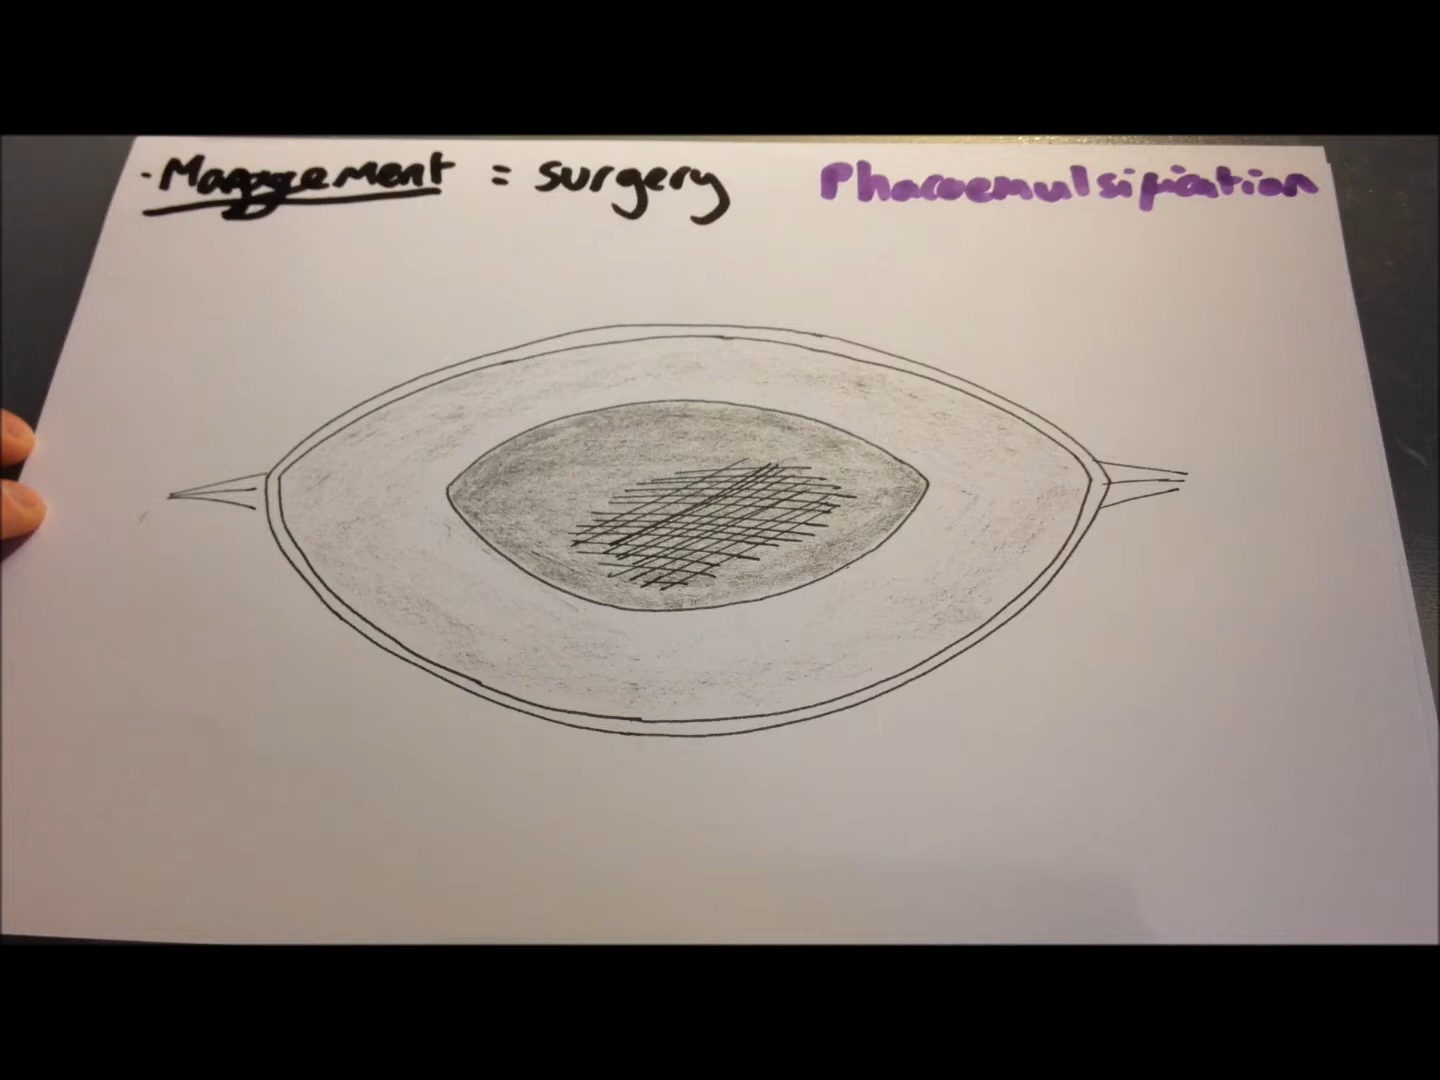 ·Management = surgery Phacoemulsification